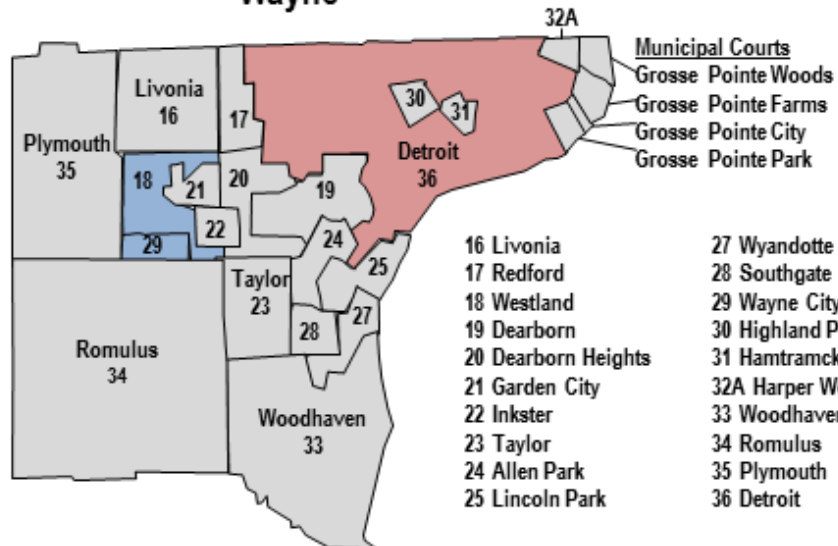 Wayne
32A
Municipal Courts
Grosse Pointe Woods
Grosse Pointe Farms
Grosse Pointe City
Grosse Pointe Park
Livonia
16
17
30
31
Plymouth
35
Detroit
36
18
21
20
19
22
29
24
25
Taylor
23
27
28
Romulus
34
Woodhaven
33
16 Livonia
17 Redford
18 Westland
19 Dearborn
20 Dearborn Heights
21 Garden City
22 Inkster
23 Taylor
24 Allen Park
25 Lincoln Park
27 Wyandotte
28 Southgate
29 Wayne City
30 Highland
31 Hamtramck
32A Harper
33 Woodhaven
34 Romulus
35 Plymouth
36 Detroit